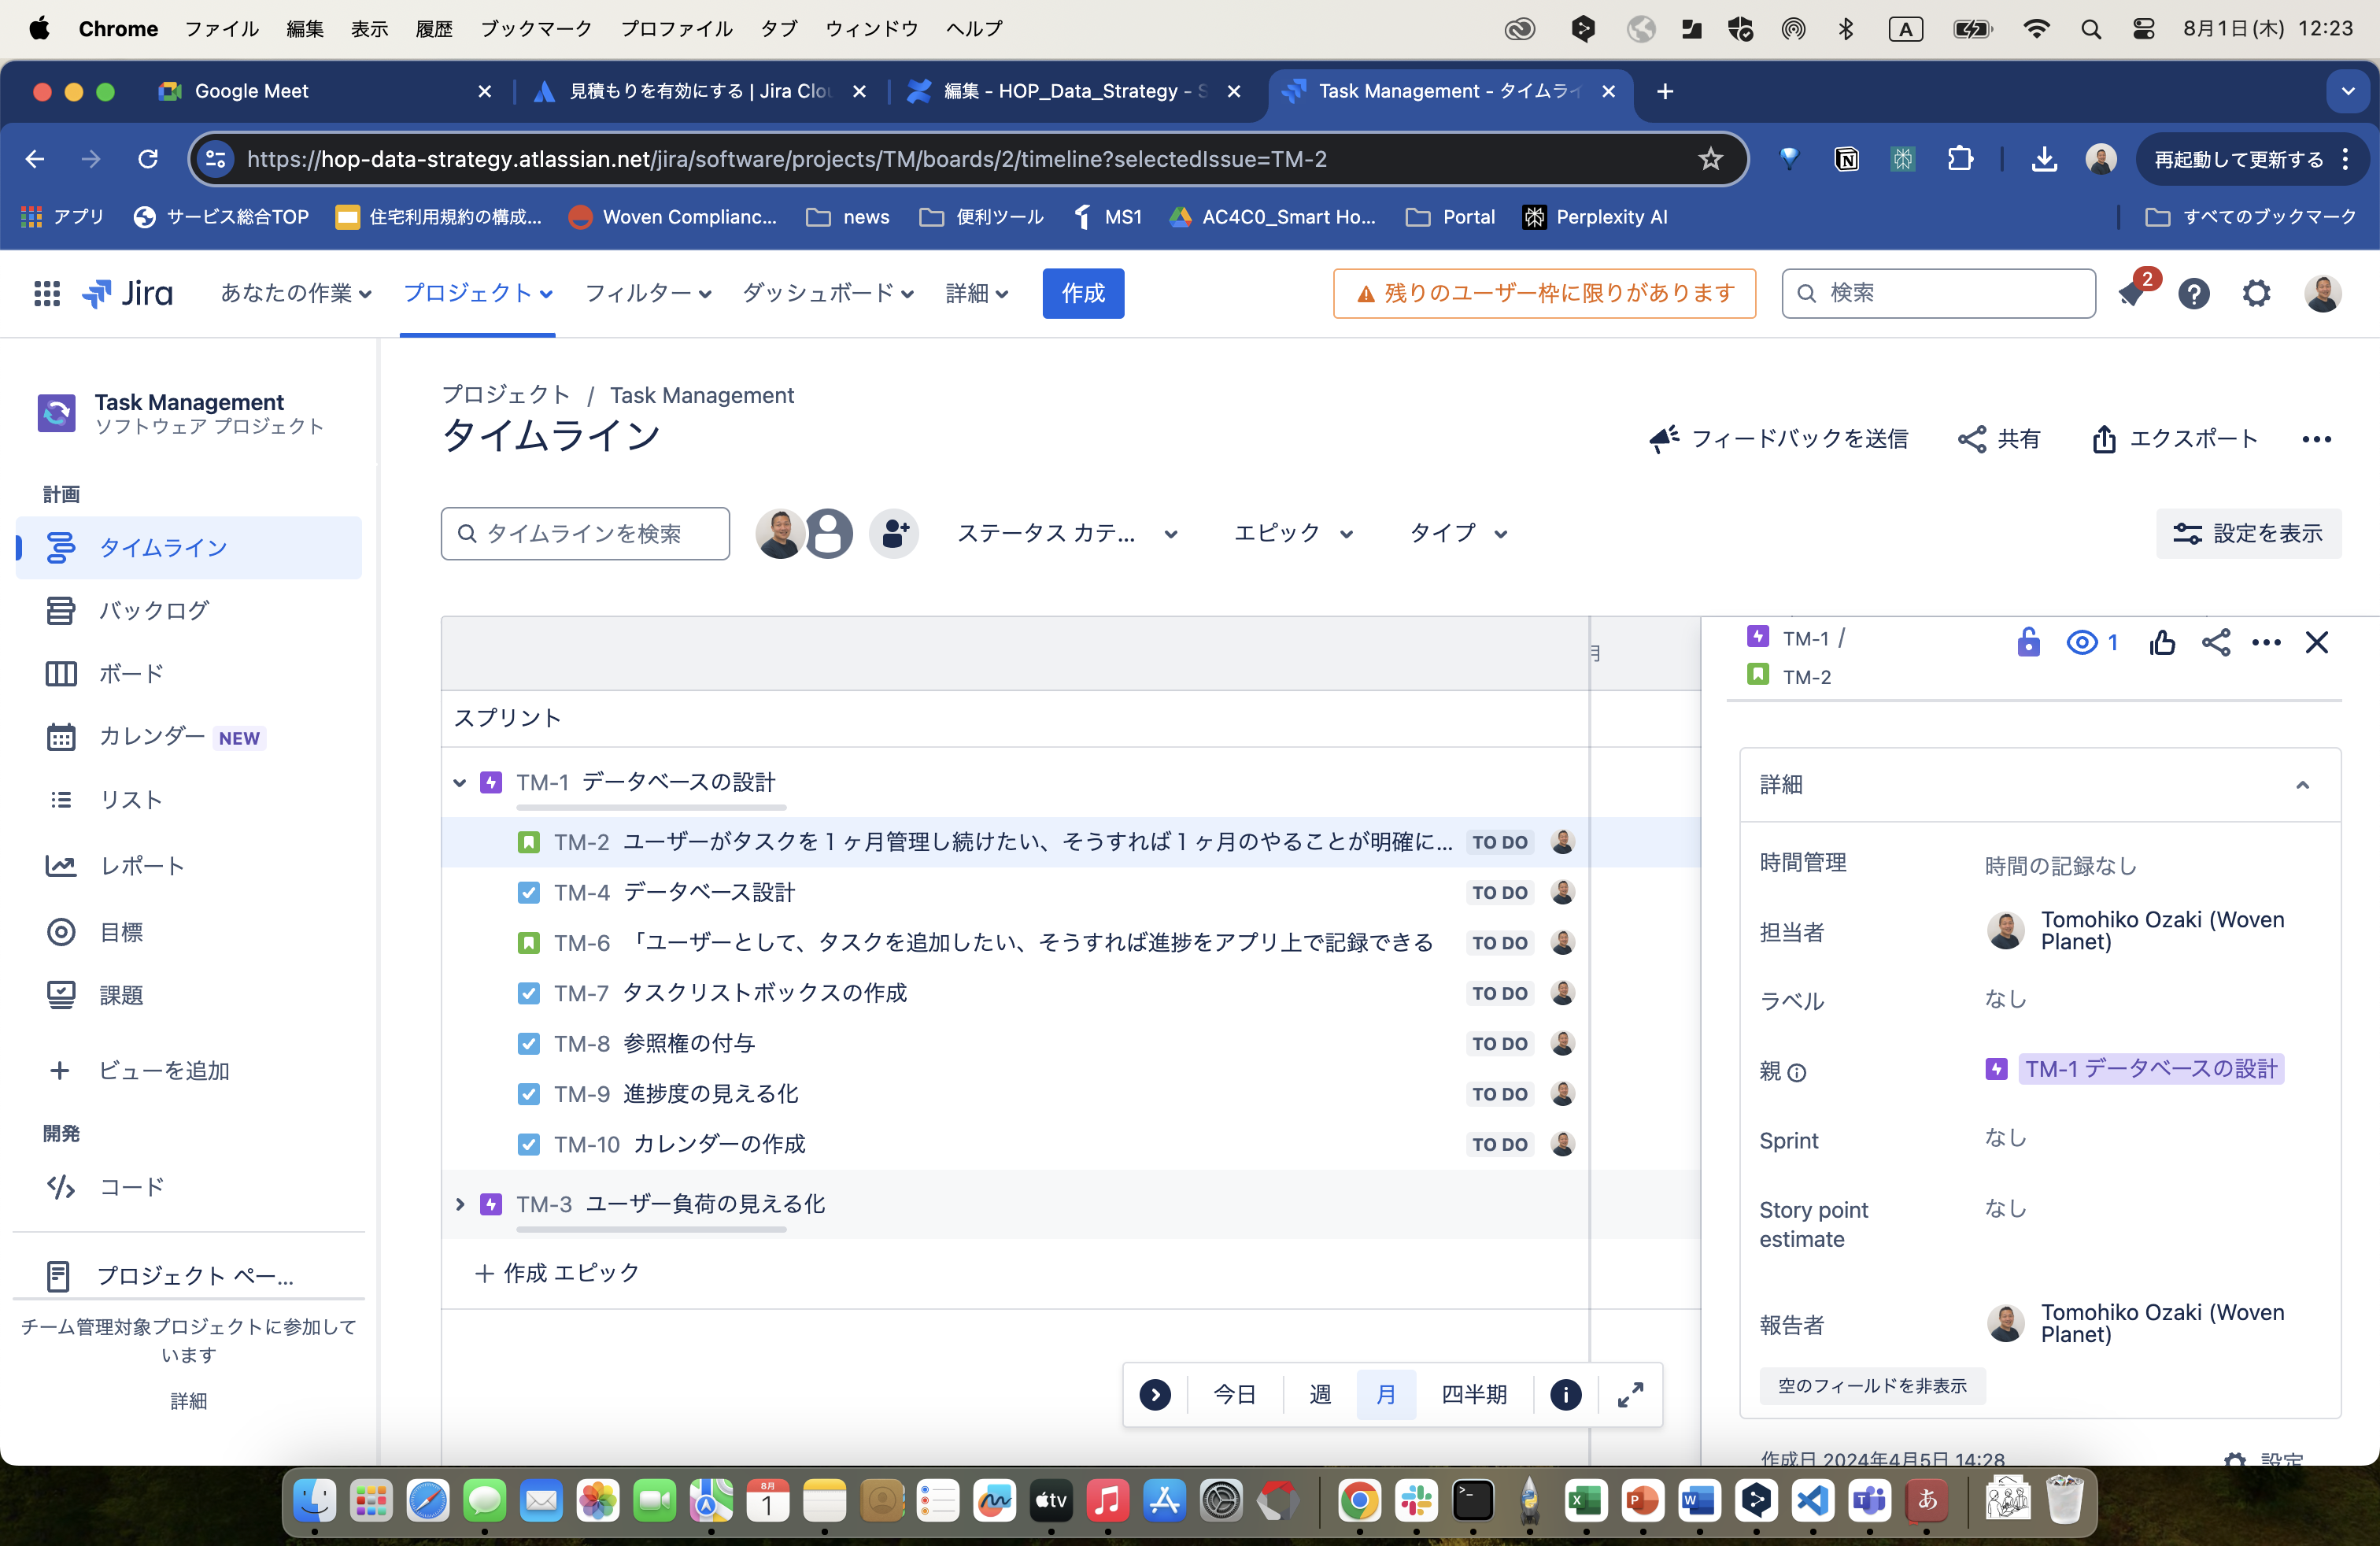 Chrome ファイル 編集 表示 履歴 ブックマーク プロファイル タブ ウィンドウ ヘルプ A 8月1日(木) 12:23
Google Meet
見積もりを有効にする | Jira Clou
編集 - HOP_Data_Strategy - S
Task Management - タイムライ
https://hop-data-strategy.atlassian.net/jira/software/projects/TM/boards/2/timeline?selectedIssue=TM-2
再起動して更新する
アプリ サービス総合TOP 住宅利用規約の構成... Woven Complianc... news 便利ツール MS1 AC4C0_Smart Ho... Portal Perplexity AI すべてのブックマーク
Jira あなたの作業 プロジェクト フィルター ダッシュボード 詳細 作成 残りのユーザー枠に限りがあります 検索 2
Task Management
ソフトウェア プロジェクト
計画
タイムライン
バックログ
ボード
カレンダー NEW
リスト
レポート
目標
課題
ビューを追加
開発
コード
プロジェクト ペー...
チーム管理対象プロジェクトに参加して
います
詳細
プロジェクト / Task Management
タイムライン
フィードバックを送信 共有 エクスポート
タイムラインを検索 ステータス カテ... エピック タイプ 設定を表示
月
スプリント
TM-1 データベースの設計
TM-2 ユーザーがタスクを1ヶ月管理し続けたい、そうすれば1ヶ月のやることが明確に... TO DO
TM-4 データベース設計 TO DO
TM-6 「ユーザーとして、タスクを追加したい、そうすれば進捗をアプリ上で記録できる TO DO
TM-7 タスクリストボックスの作成 TO DO
TM-8 参照権の付与 TO DO
TM-9 進捗度の見える化 TO DO
TM-10 カレンダーの作成 TO DO
TM-3 ユーザー負荷の見える化
作成 エピック
今日 週 月 四半期
TM-1 /
TM-2
1
詳細
時間管理 時間の記録なし
担当者 Tomohiko Ozaki (Woven
Planet)
ラベル なし
親 TM-1 データベースの設計
Sprint なし
Story point
estimate なし
報告者 Tomohiko Ozaki (Woven
Planet)
空のフィールドを非表示
作成日 2024年4月5日 14:28 設定
8月
1
tv
あ